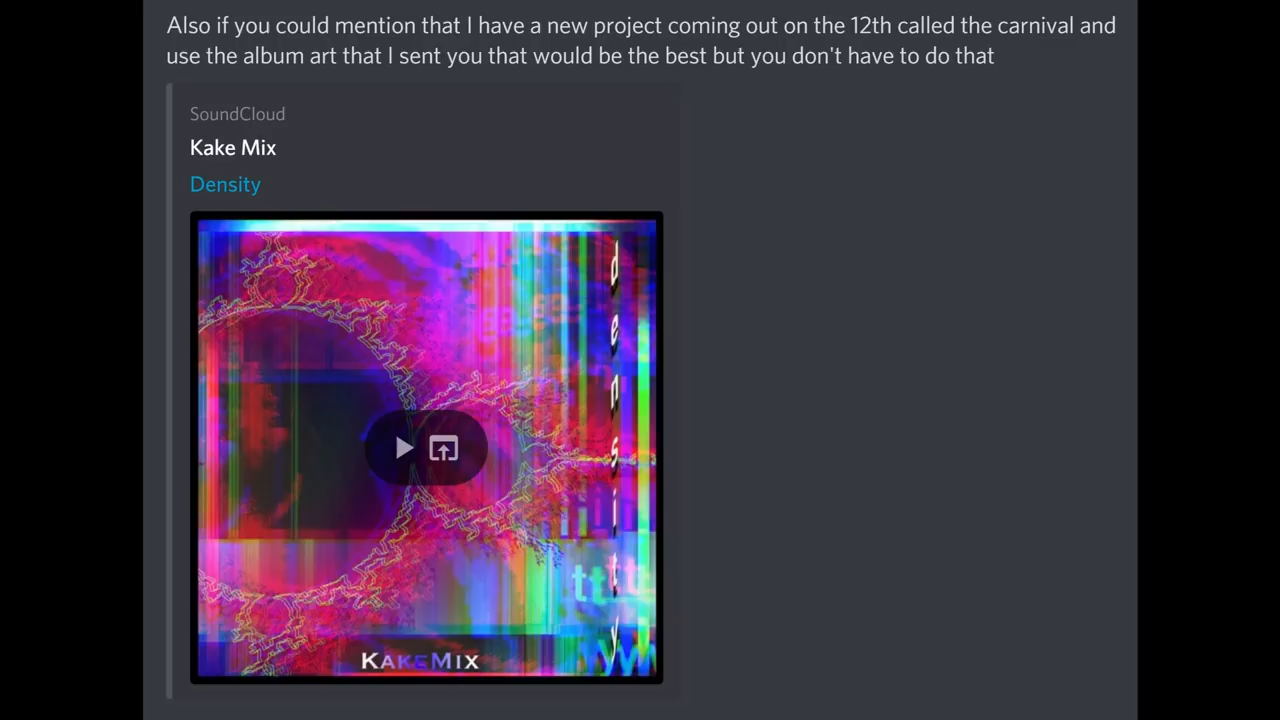 Also if you could mention that I have a new project coming out on the 12th called the carnival and
use the album art that I sent you that would be the best but you don't have to do that
SoundCloud
Kake Mix
Density
density
KAKEMIX